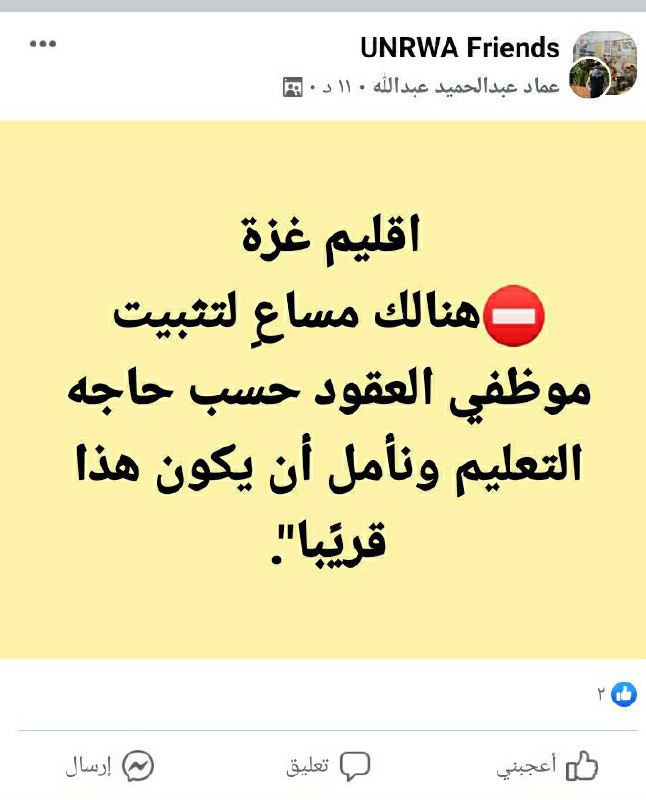 UNRWA Friends
عماد عبدالحميد عبدالله • ١١ د •
اقليم غزة
⛔هنالك مساعٍ لتثبيت
موظفي العقود حسب حاجه
التعليم ونأمل أن يكون هذا
قريًبا".
٢
أعجبني تعليق إرسال